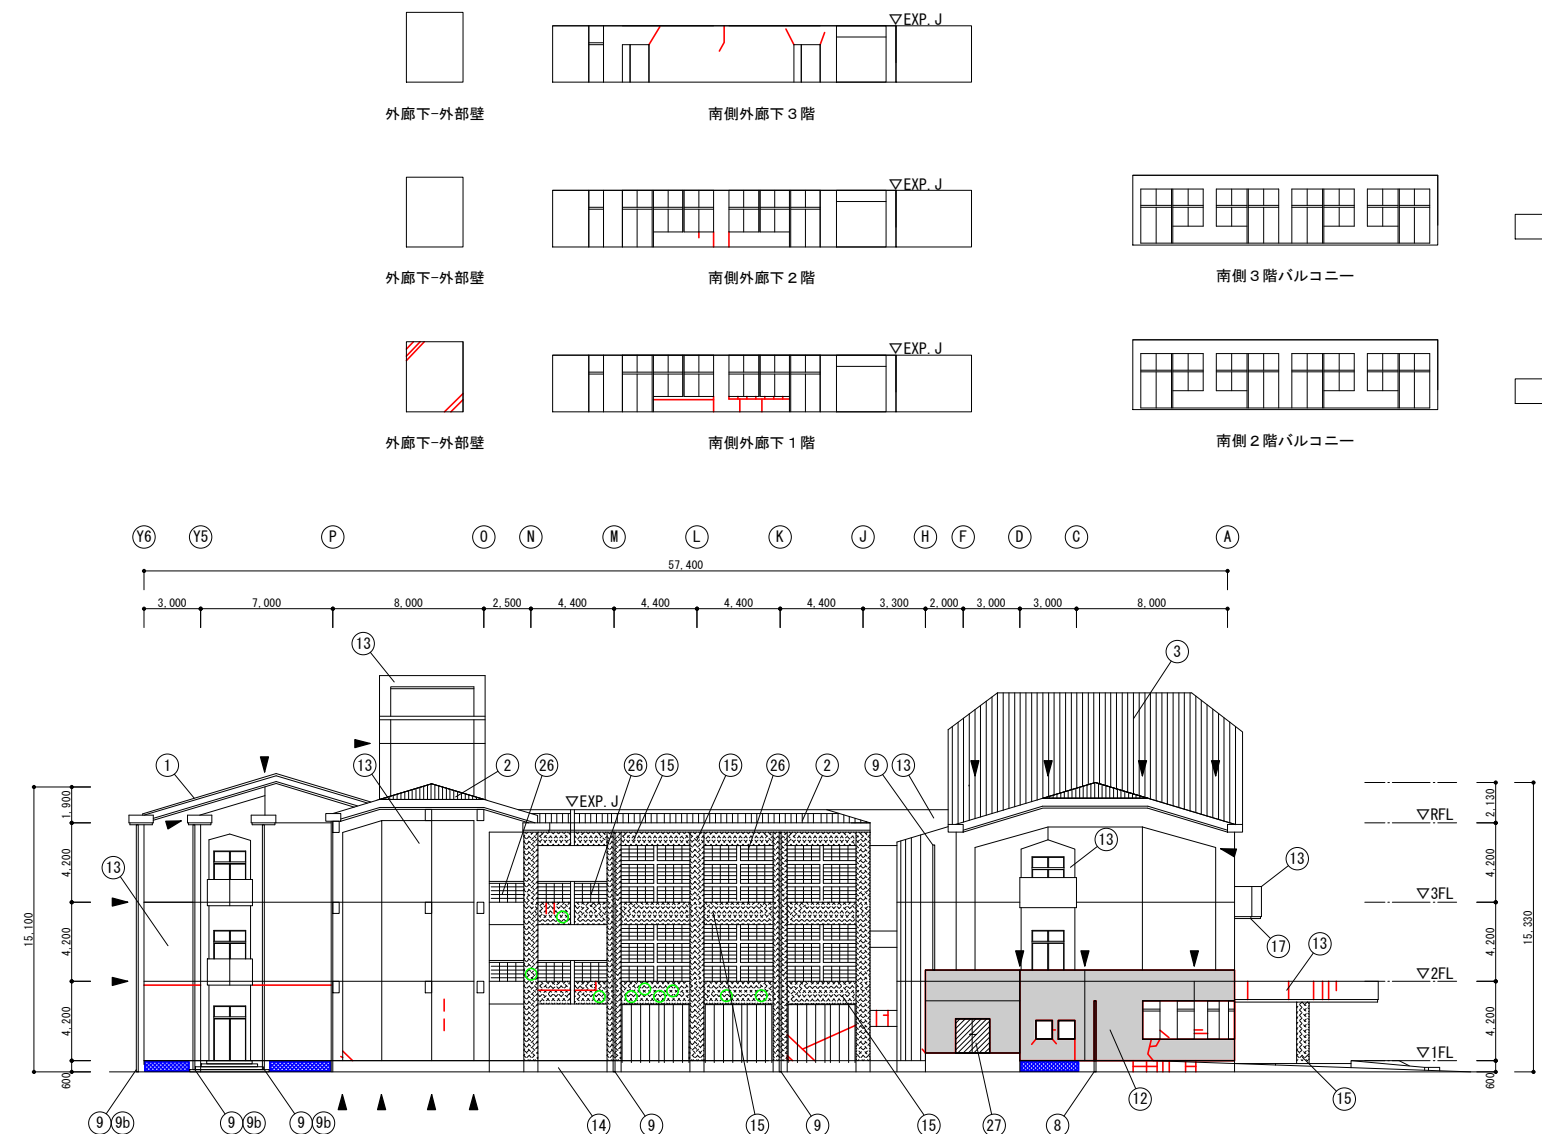 ▽EXP.J
外廊下-外部壁
南側外廊下３階
▽EXP.J
外廊下-外部壁
南側外廊下２階
南側３階バルコニー
▽EXP.J
外廊下-外部壁
南側外廊下１階
南側２階バルコニー
Y6 Y5 P O N M L K J H F D C A
57,400
3,000 7,000 8,000 2,500 4,400 4,400 4,400 4,400 3,300 2,000 3,000 3,000 8,000
13 3
1 13 2 26 26 15 15 26 2 9 13
▽EXP.J
1,900 2,130
▽RFL
4,200 4,200
13 13 13
▽3FL
15,100 15,330
4,200 4,200
17 13
▽2FL
4,200 4,200
▽1FL
600 600
12 15
9 9b 9 9b 9 9b 14 9 15 9 15 27 8